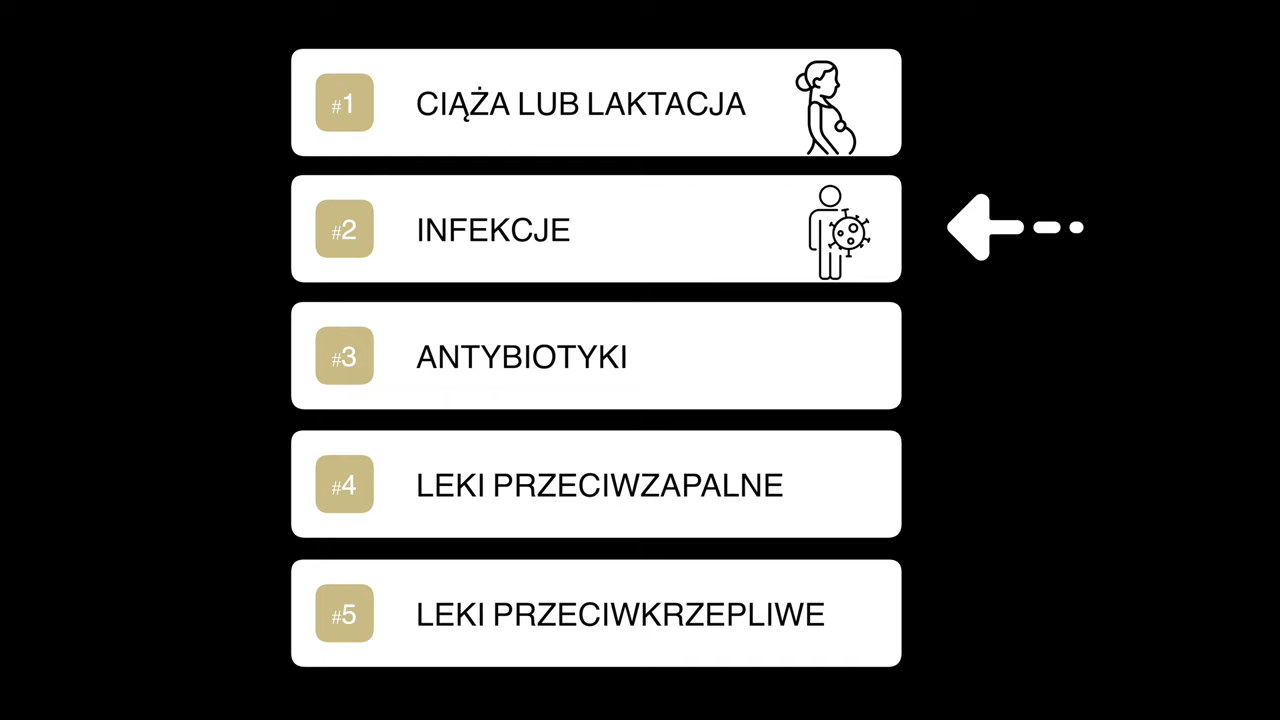 #1 CIĄŻA LUB LAKTACJA
#2 INFEKCJE
#3 ANTYBIOTYKI
#4 LEKI PRZECIWZAPALNE
#5 LEKI PRZECIWKRZEPLIWE